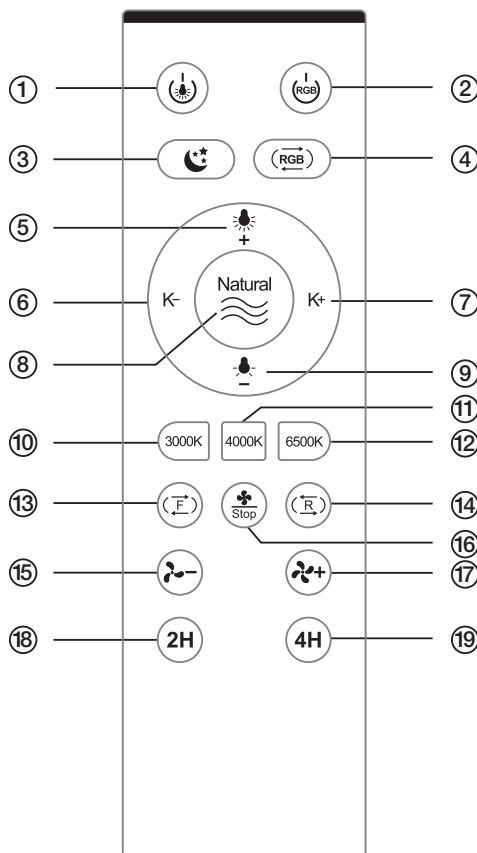 ① RGB ②
③ RGB ④
⑤ +
⑥ K- Natural K+ ⑦
⑧ - ⑨
⑪
⑩ 3000K 4000K 6500K ⑫
⑬ F Stop R ⑭
⑯
⑮ - + ⑰
⑱ 2H 4H ⑲